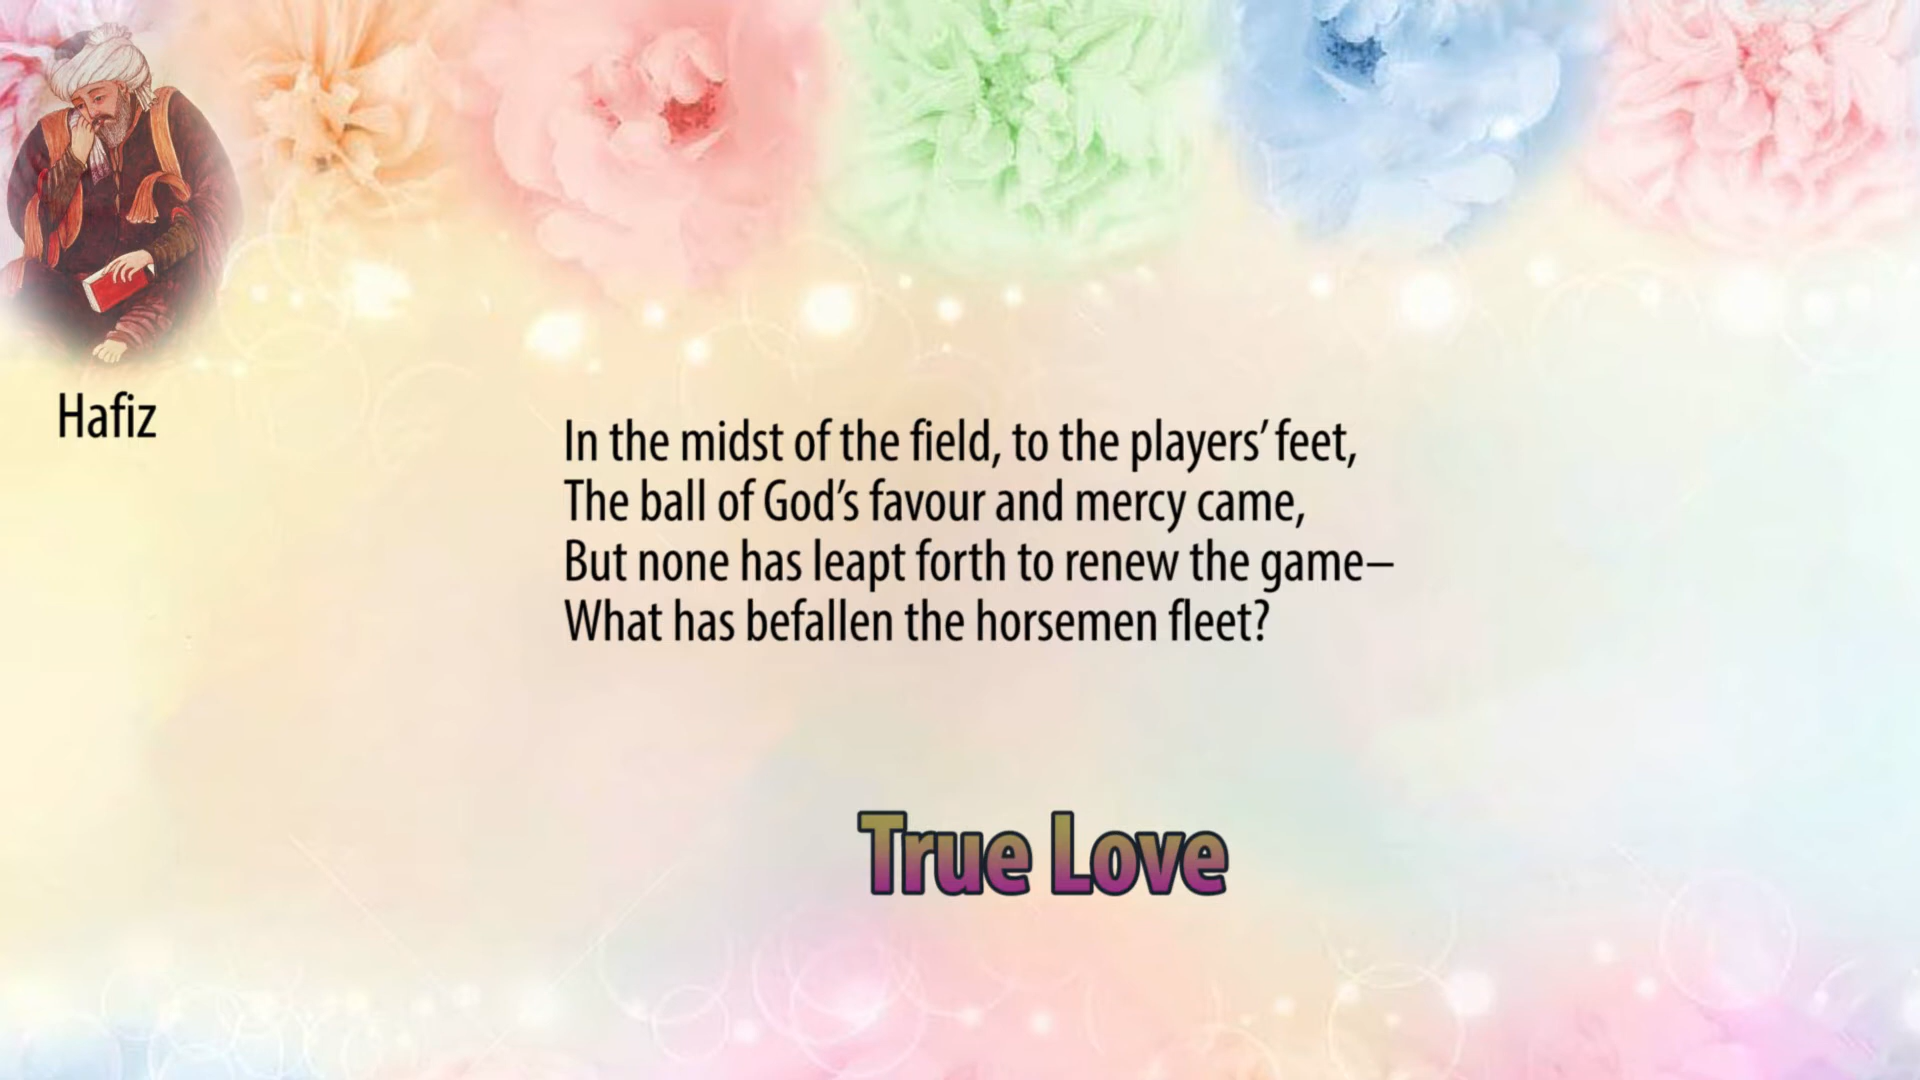 Hafiz
In the midst of the field, to the players’ feet,
The ball of God’s favour and mercy came,
But none has leapt forth to renew the game–
What has befallen the horsemen fleet?
True Love